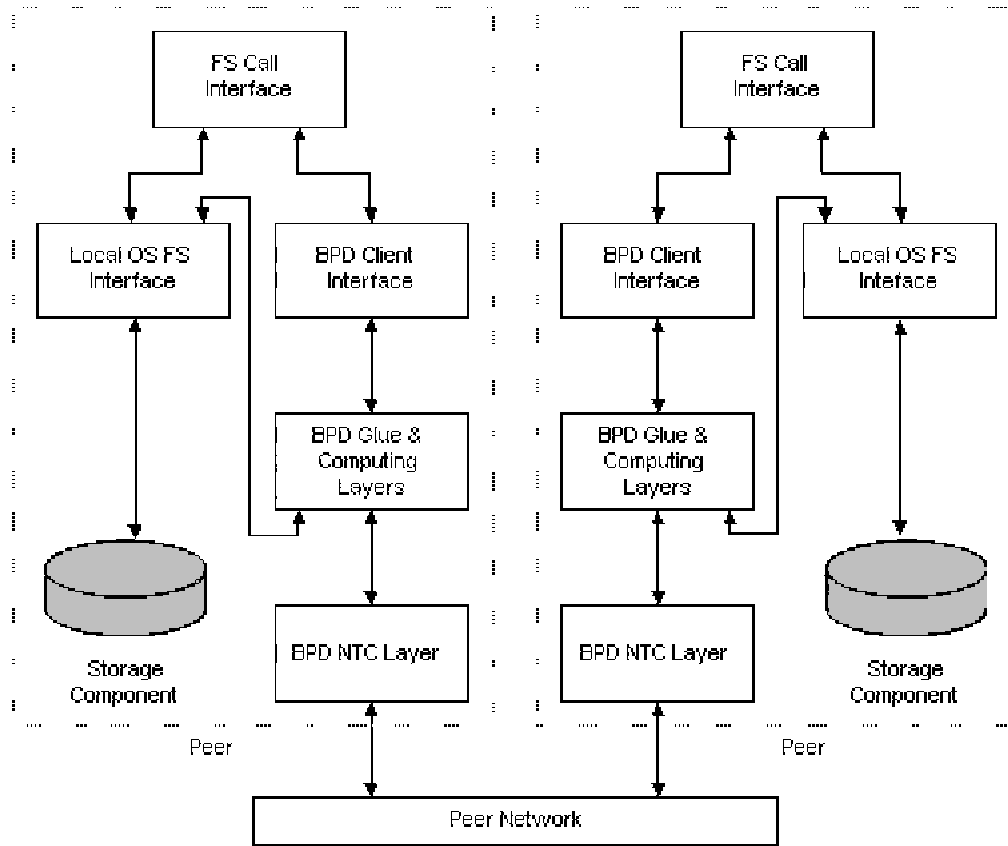 FS Call
Interface
FS Call
Interface
Local OS FS
Interface
BPD Client
Interface
BPD Client
Interface
Local OS FS
Inteface
BPD Glue &
Computing
Layers
BPD Glue &
Computing
Layers
BPD NTC Layer
BPD NTC Layer
Storage
Component
Storage
Component
Peer
Peer
Peer Network